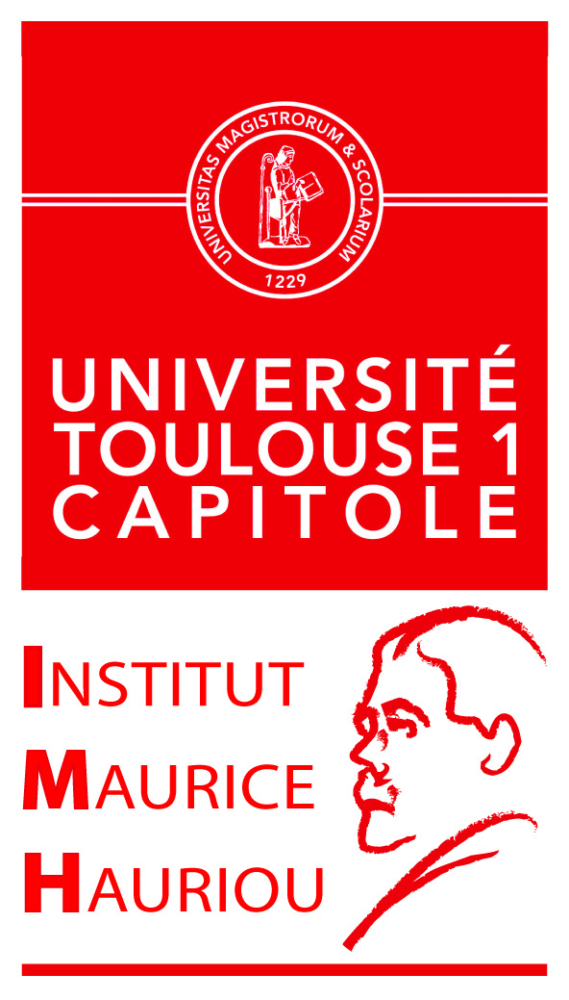 UNIVERSITAS MAGISTRORUM & SCOLARIUM
1229
UNIVERSITÉ
TOULOUSE 1
CAPITOLE
INSTITUT
MAURICE
HAURIOU